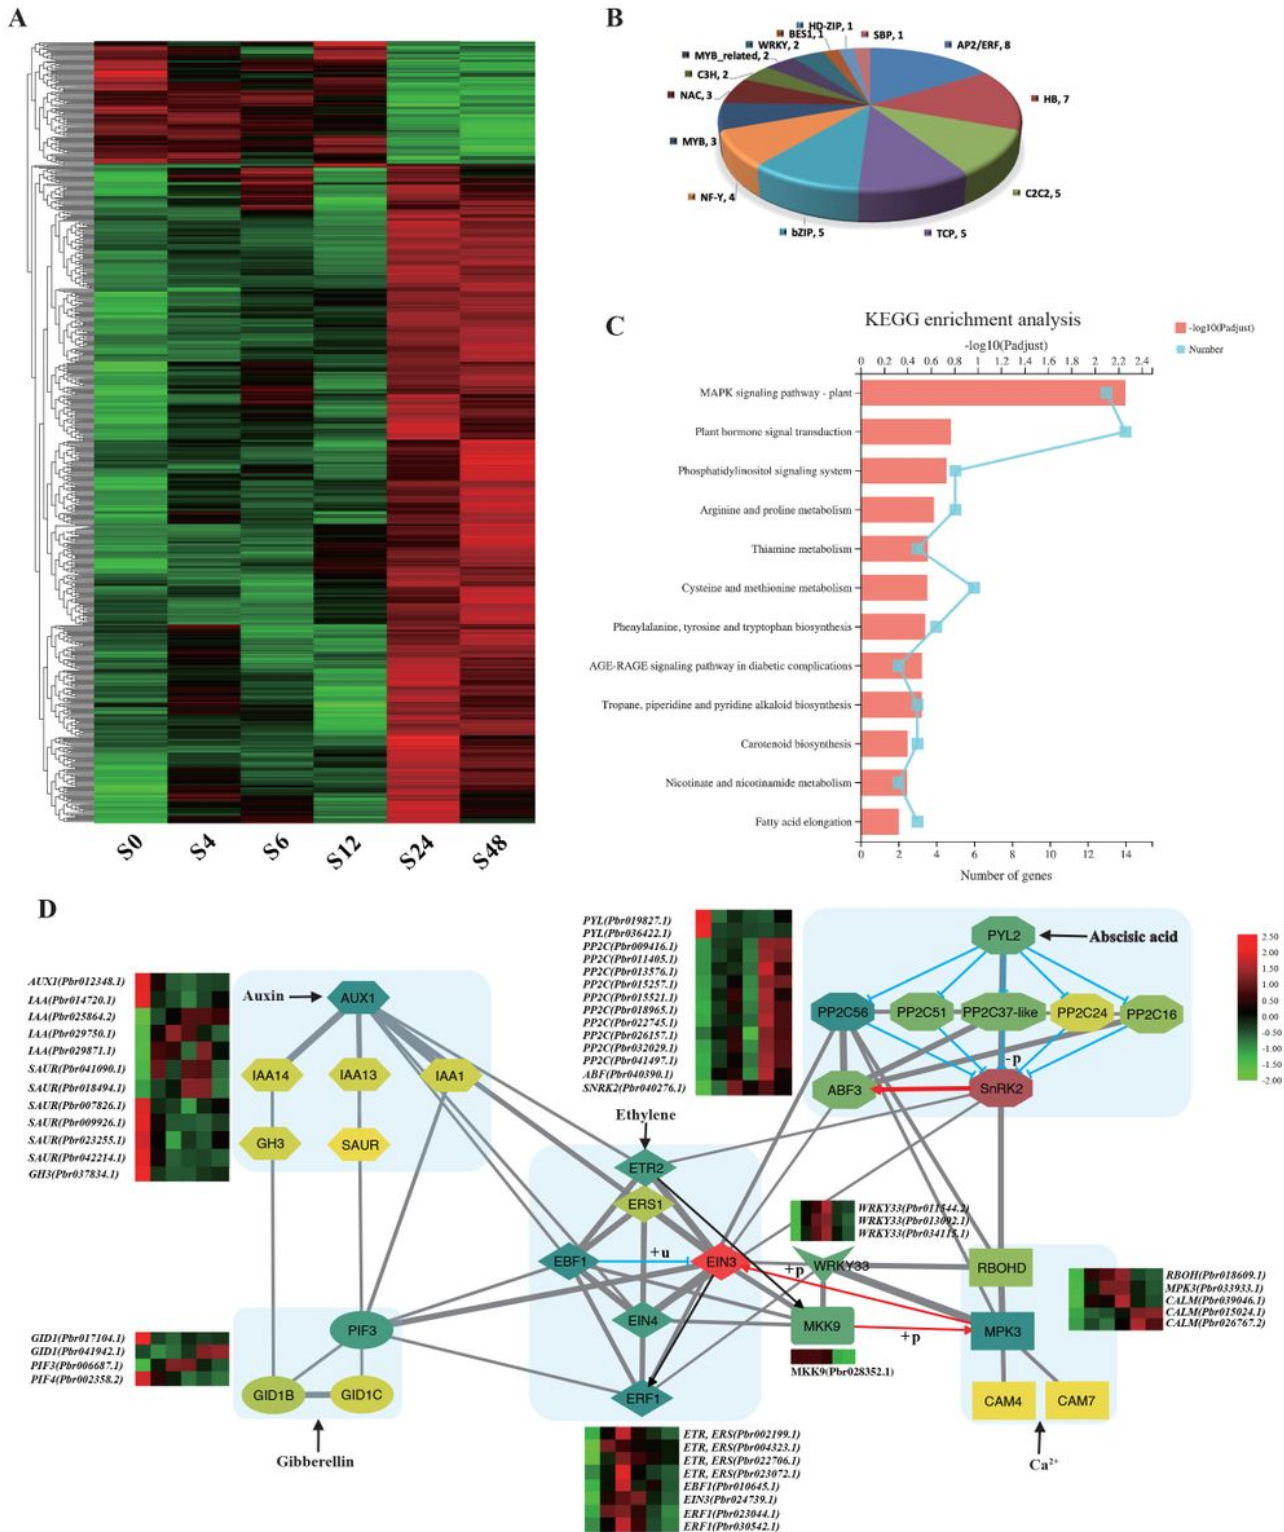 A
S0
S4
S6
S12
S24
S48
B
HD-ZIP, 1
BES1, 1
SBP, 1
WRKY, 2
AP2/ERF, 8
MYB_related, 2
C3H, 2
NAC, 3
HB, 7
MYB, 3
NF-Y, 4
C2C2, 5
bZIP, 5
TCP, 5
C
KEGG enrichment analysis
-log10(Padjust)
0 0.2 0.4 0.6 0.8 1 1.2 1.4 1.6 1.8 2 2.2 2.4
-log10(Padjust)
Number
MAPK signaling pathway - plant
Plant hormone signal transduction
Phosphatidylinositol signaling system
Arginine and proline metabolism
Thiamine metabolism
Cysteine and methionine metabolism
Phenylalanine, tyrosine and tryptophan biosynthesis
AGE-RAGE signaling pathway in diabetic complications
Tropane, piperidine and pyridine alkaloid biosynthesis
Carotenoid biosynthesis
Nicotinate and nicotinamide metabolism
Fatty acid elongation
0 2 4 6 8 10 12 14
Number of genes
D
AUX1(Pbr012348.1)
IAA(Pbr014720.1)
IAA(Pbr025864.2)
IAA(Pbr029750.1)
IAA(Pbr029871.1)
SAUR(Pbr041090.1)
SAUR(Pbr018494.1)
SAUR(Pbr007826.1)
SAUR(Pbr009926.1)
SAUR(Pbr023255.1)
SAUR(Pbr042214.1)
GH3(Pbr037834.1)
Auxin
AUX1
IAA14
IAA13
IAA1
GH3
SAUR
PYL(Pbr019827.1)
PYL(Pbr036422.1)
PP2C(Pbr009416.1)
PP2C(Pbr011405.1)
PP2C(Pbr013576.1)
PP2C(Pbr015257.1)
PP2C(Pbr015521.1)
PP2C(Pbr018965.1)
PP2C(Pbr022745.1)
PP2C(Pbr026157.1)
PP2C(Pbr032029.1)
PP2C(Pbr041497.1)
ABF(Pbr040390.1)
SNRK2(Pbr040276.1)
PYL2
Abscisic acid
PP2C56
PP2C51
PP2C37-like
PP2C24
PP2C16
-p
ABF3
SnRK2
2.50
2.00
1.50
1.00
0.50
0.00
-0.50
-1.00
-1.50
-2.00
Ethylene
ETR2
ERS1
EBF1
+u
EIN3
EIN4
ERF1
WRKY33(Pbr011544.2)
WRKY33(Pbr013092.1)
WRKY33(Pbr034115.1)
+p
WRKY33
MKK9
+p
MKK9(Pbr028352.1)
RBOHD
MPK3
CAM4
CAM7
Ca²⁺
RBOH(Pbr018609.1)
MPK3(Pbr033933.1)
CALM(Pbr039046.1)
CALM(Pbr015024.1)
CALM(Pbr026767.2)
GID1(Pbr017104.1)
GID1(Pbr041942.1)
PIF3(Pbr006687.1)
PIF4(Pbr002358.2)
PIF3
GID1B
GID1C
Gibberellin
ETR, ERS(Pbr002199.1)
ETR, ERS(Pbr004323.1)
ETR, ERS(Pbr022706.1)
ETR, ERS(Pbr023072.1)
EBF1(Pbr010645.1)
EIN3(Pbr024739.1)
ERF1(Pbr023044.1)
ERF1(Pbr030542.1)